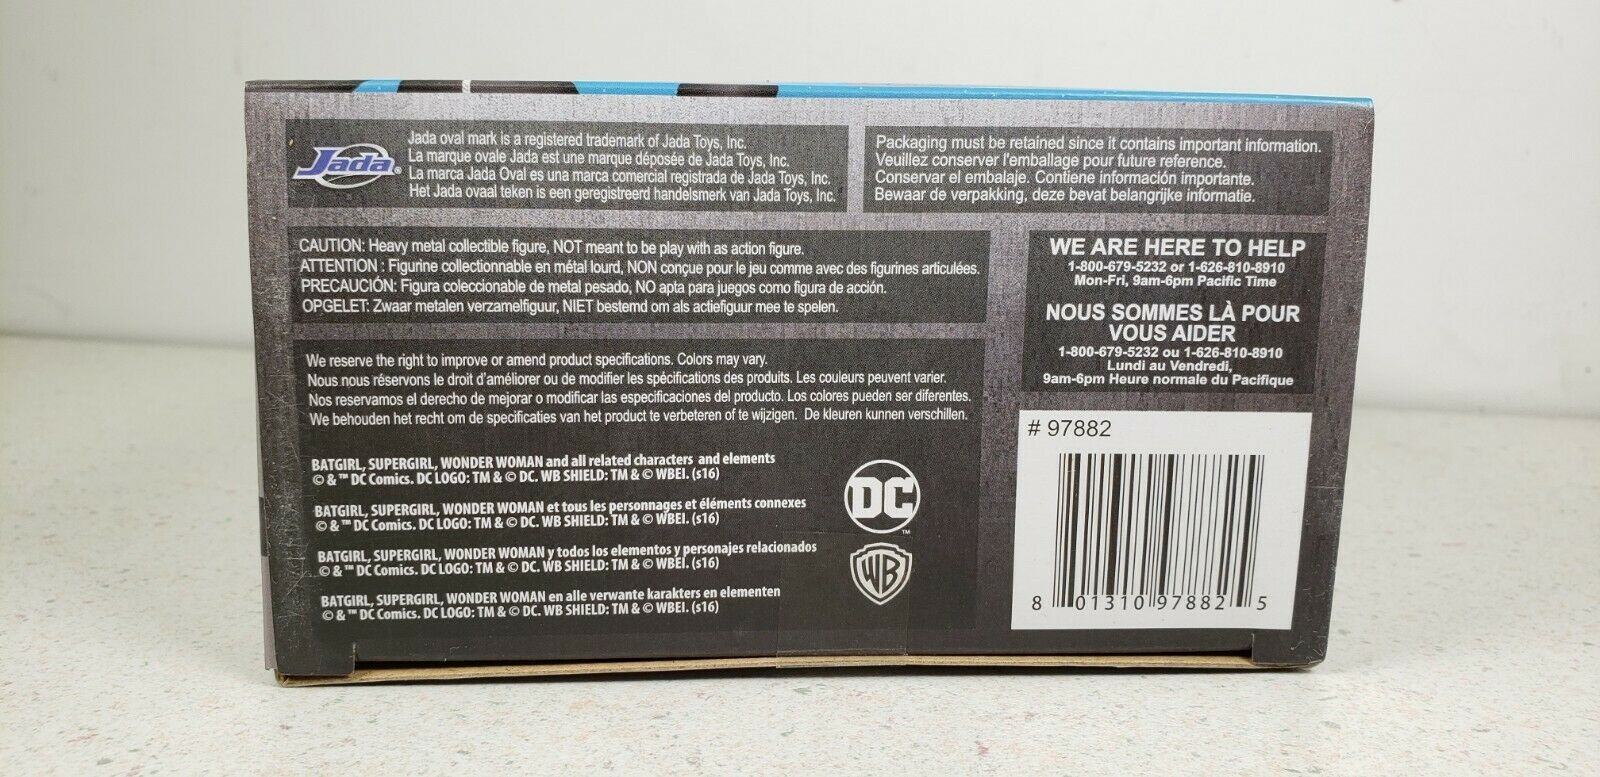 Jada®
Jada oval mark is a registered trademark of Jada Toys, Inc.
La marque ovale Jada est une marque déposée de Jada Toys, Inc.
La marca Jada Oval es una marca comercial registrada de Jada Toys, Inc.
Het Jada ovaal teken is een geregistreerd handelsmerk van Jada Toys, Inc.
Packaging must be retained since it contains important information.
Veuillez conserver l'emballage pour future reference.
Conservar el embalaje. Contiene información importante.
Bewaar de verpakking, deze bevat belangrijke informatie.
CAUTION: Heavy metal collectible figure, NOT meant to be play with as action figure.
ATTENTION : Figurine collectionnable en métal lourd, NON conçue pour le jeu comme avec des figurines articulées.
PRECAUCIÓN: Figura coleccionable de metal pesado, NO apta para juegos como figura de acción.
OPGELET: Zwaar metalen verzamelfiguur, NIET bestemd om als actiefiguur mee te spelen.
WE ARE HERE TO HELP
1-800-679-5232 or 1-626-810-8910
Mon-Fri, 9am-6pm Pacific Time
NOUS SOMMES LÀ POUR
VOUS AIDER
1-800-679-5232 ou 1-626-810-8910
Lundi au Vendredi,
9am-6pm Heure normale du Pacifique
We reserve the right to improve or amend product specifications. Colors may vary.
Nous nous réservons le droit d'améliorer ou de modifier les spécifications des produits. Les couleurs peuvent varier.
Nos reservamos el derecho de mejorar o modificar las especificaciones del producto. Los colores pueden ser diferentes.
We behouden het recht om de specificaties van het product te verbeteren of te wijzigen. De kleuren kunnen verschillen.
BATGIRL, SUPERGIRL, WONDER WOMAN and all related characters and elements
© & ™ DC Comics. DC LOGO: TM & © DC. WB SHIELD: TM & © WBEI. (s16)
BATGIRL, SUPERGIRL, WONDER WOMAN et tous les personnages et éléments connexes
© & ™ DC Comics. DC LOGO: TM & © DC. WB SHIELD: TM & © WBEI. (s16)
BATGIRL, SUPERGIRL, WONDER WOMAN y todos los elementos y personajes relacionados
© & ™ DC Comics. DC LOGO: TM & © DC. WB SHIELD: TM & © WBEI. (s16)
BATGIRL, SUPERGIRL, WONDER WOMAN en alle verwante karakters en elementen
© & ™ DC Comics. DC LOGO: TM & © DC. WB SHIELD: TM & © WBEI. (s16)
DC™
WB
# 97882
8 01310 97882 5